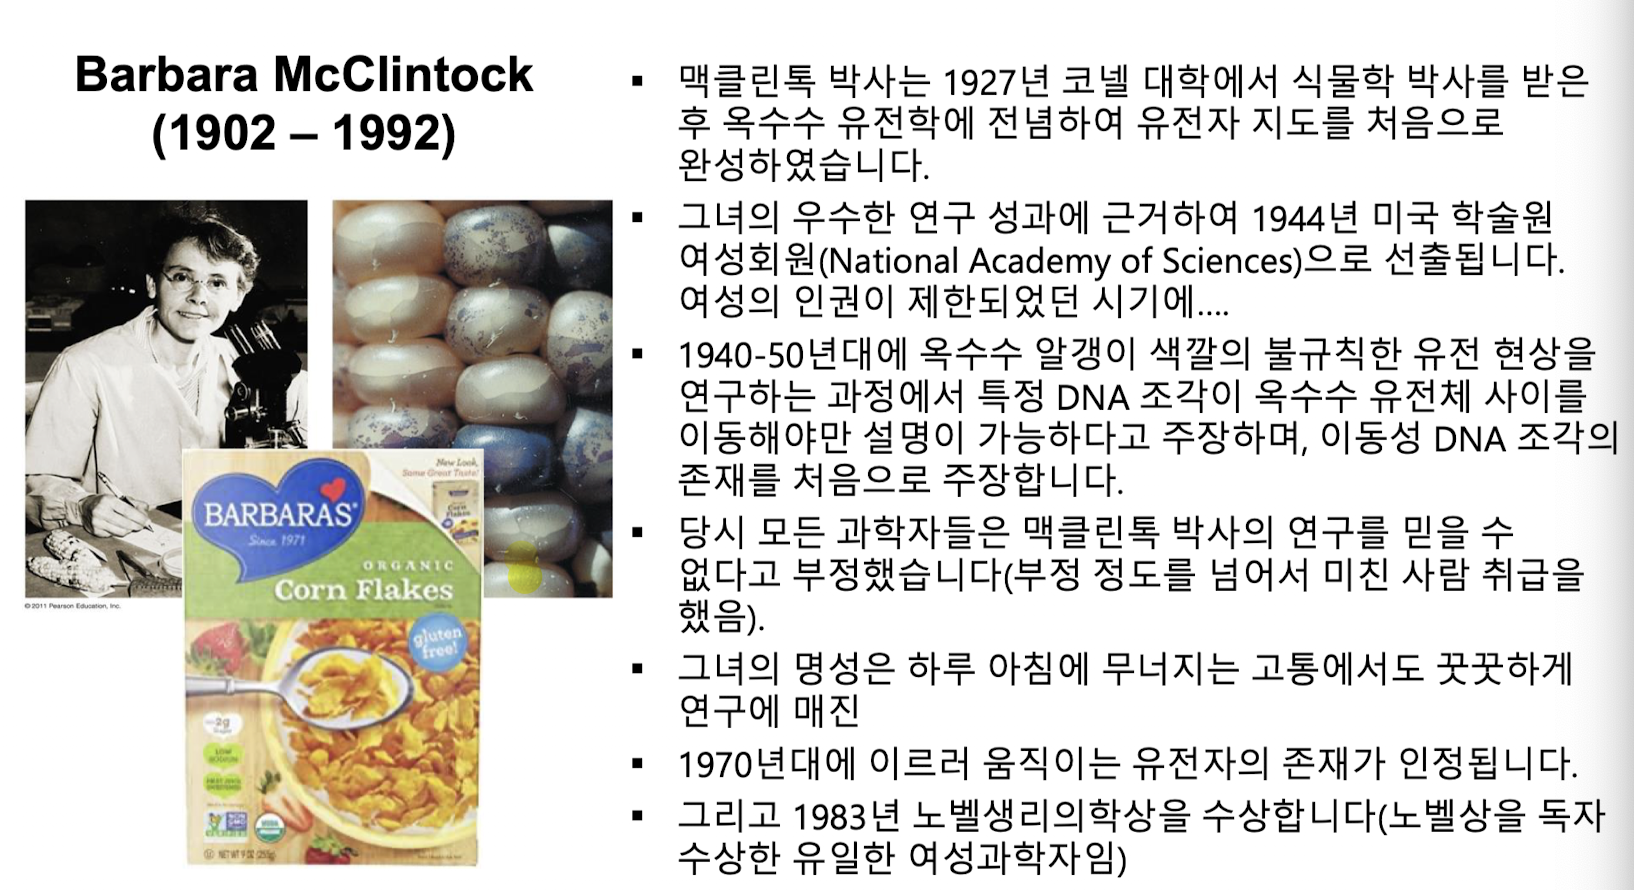 Barbara McClintock
(1902 – 1992)
© 2011 Pearson Education, Inc.
New Look,
Same Great Taste!
BARBARA'S
Since 1971
ORGANIC
Corn Flakes
gluten
free!
2g
LOW
SODIUM
NET WT 9 OZ
▪ 맥클린톡 박사는 1927년 코넬 대학에서 식물학 박사를 받은
후 옥수수 유전학에 전념하여 유전자 지도를 처음으로
완성하였습니다.
▪ 그녀의 우수한 연구 성과에 근거하여 1944년 미국 학술원
여성회원(National Academy of Sciences)으로 선출됩니다.
여성의 인권이 제한되었던 시기에....
▪ 1940-50년대에 옥수수 알갱이 색깔의 불규칙한 유전 현상을
연구하는 과정에서 특정 DNA 조각이 옥수수 유전체 사이를
이동해야만 설명이 가능하다고 주장하며, 이동성 DNA 조각의
존재를 처음으로 주장합니다.
▪ 당시 모든 과학자들은 맥클린톡 박사의 연구를 믿을 수
없다고 부정했습니다(부정 정도를 넘어서 미친 사람 취급을
했음).
▪ 그녀의 명성은 하루 아침에 무너지는 고통에서도 꿋꿋하게
연구에 매진
▪ 1970년대에 이르러 움직이는 유전자의 존재가 인정됩니다.
▪ 그리고 1983년 노벨생리의학상을 수상합니다(노벨상을 독자
수상한 유일한 여성과학자임)